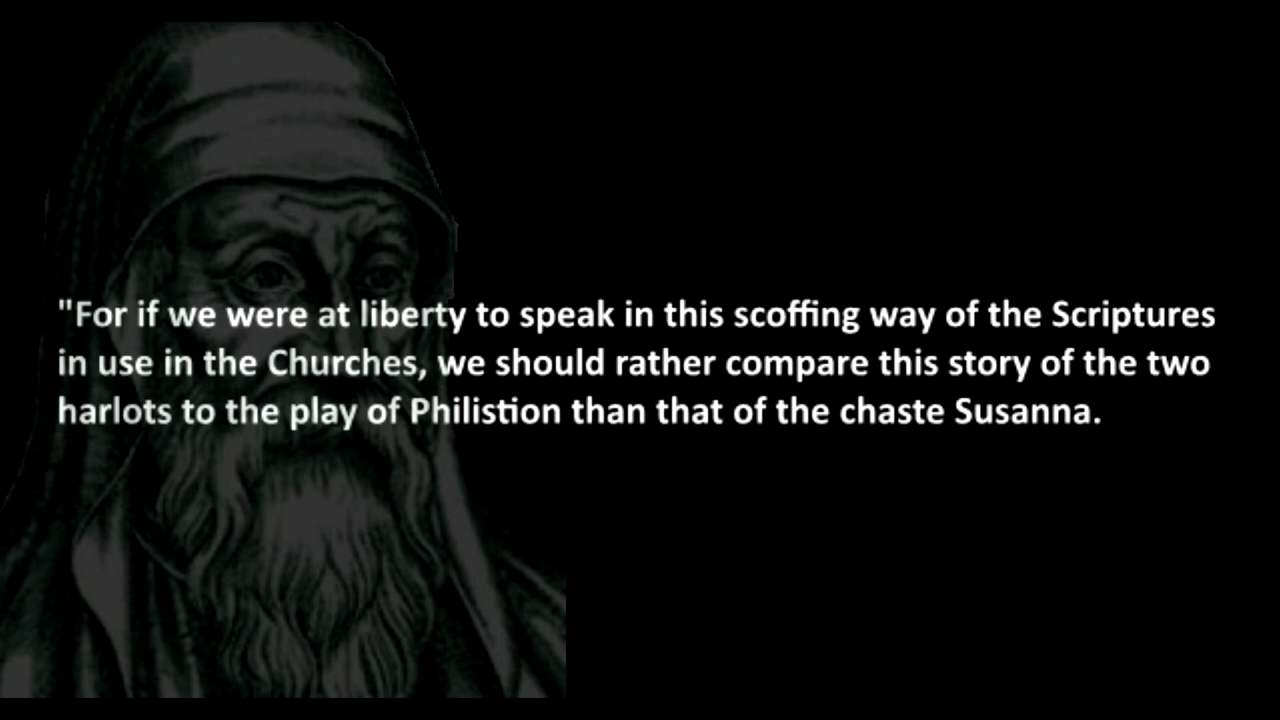 "For if we were at liberty to speak in this scoffing way of the Scriptures
in use in the Churches, we should rather compare this story of the two
harlots to the play of Philistion than that of the chaste Susanna.